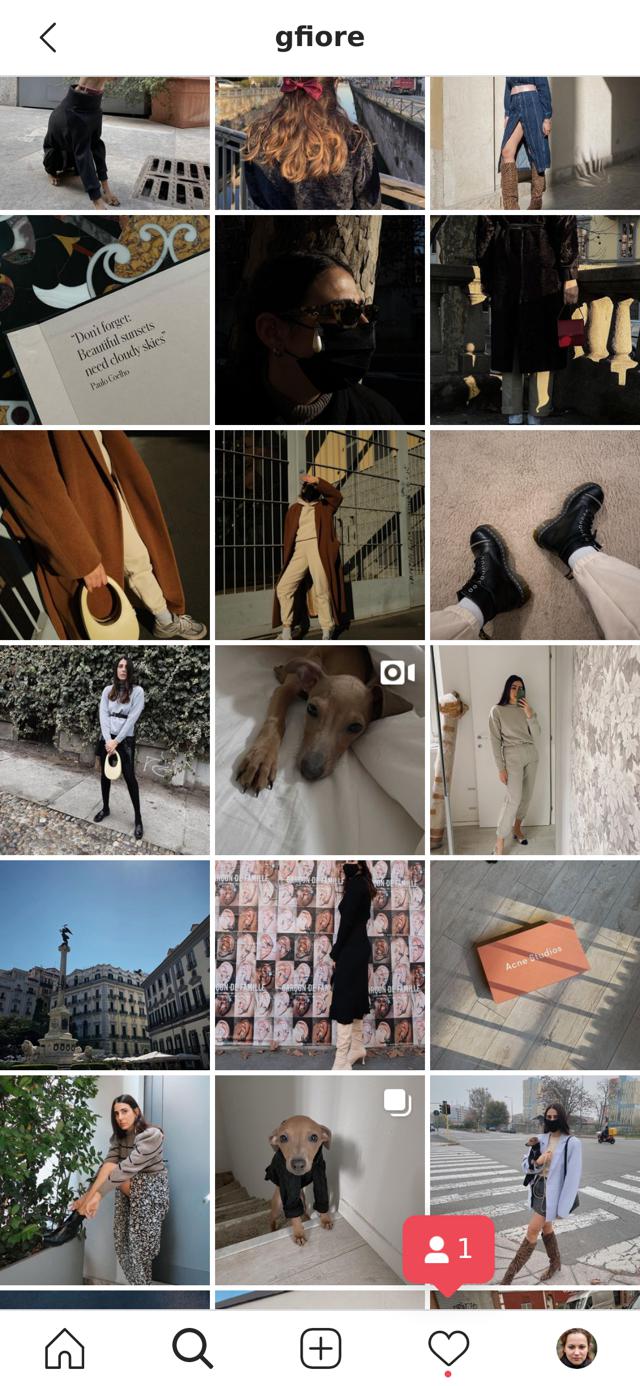 gfiore
"Don't forget:
Beautiful sunsets
need cloudy skies"
Paulo Coelho
GARÇON DE FAMILLE
Acne Studios
1